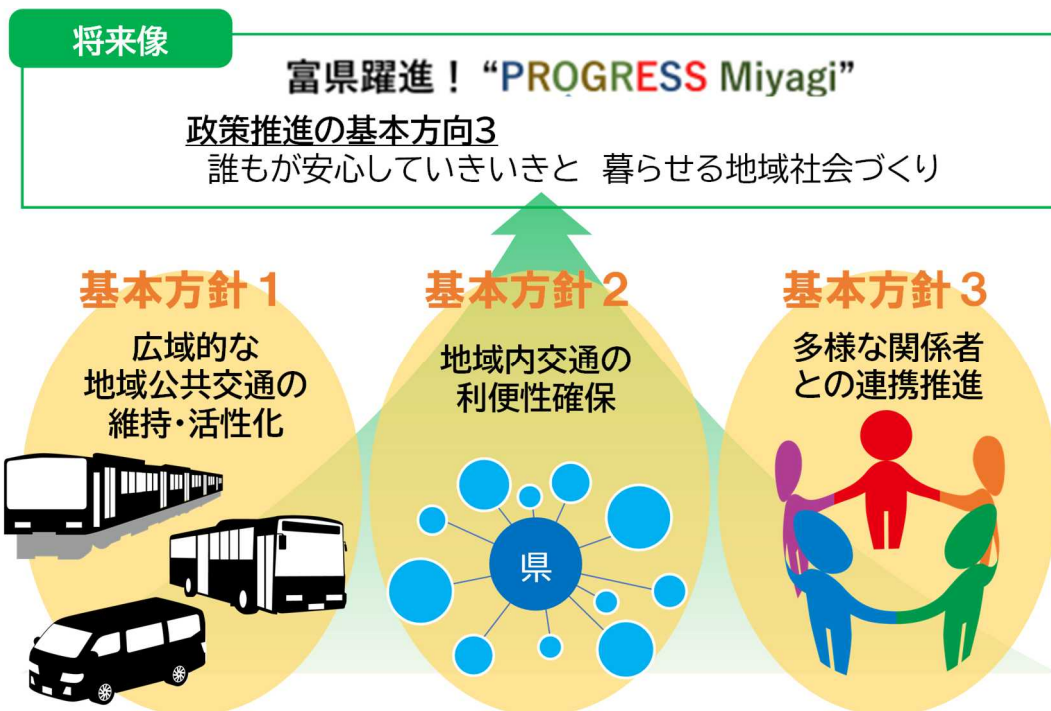 将来像
富県躍進！“PROGRESS Miyagi”
政策推進の基本方向3
誰もが安心していきいきと 暮らせる地域社会づくり
基本方針１
広域的な
地域公共交通の
維持・活性化
基本方針２
地域内交通の
利便性確保
県
基本方針３
多様な関係者
との連携推進